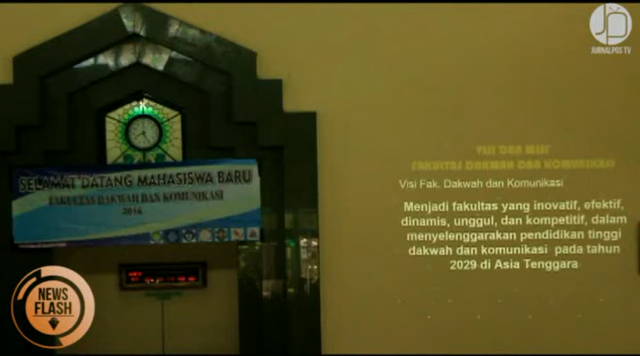 JURNALPOS TV
SELAMAT DATANG MAHASISWA BARU
FAKULTAS DAKWAH DAN KOMUNIKASI
2016
VISI DAN MISI
FAKULTAS DAKWAH DAN KOMUNIKASI
Visi Fak. Dakwah dan Komunikasi
Menjadi fakultas yang inovatif, efektif,
dinamis, unggul, dan kompetitif, dalam
menyelenggarakan pendidikan tinggi
dakwah dan komunikasi pada tahun
2029 di Asia Tenggara
NEWS
FLASH